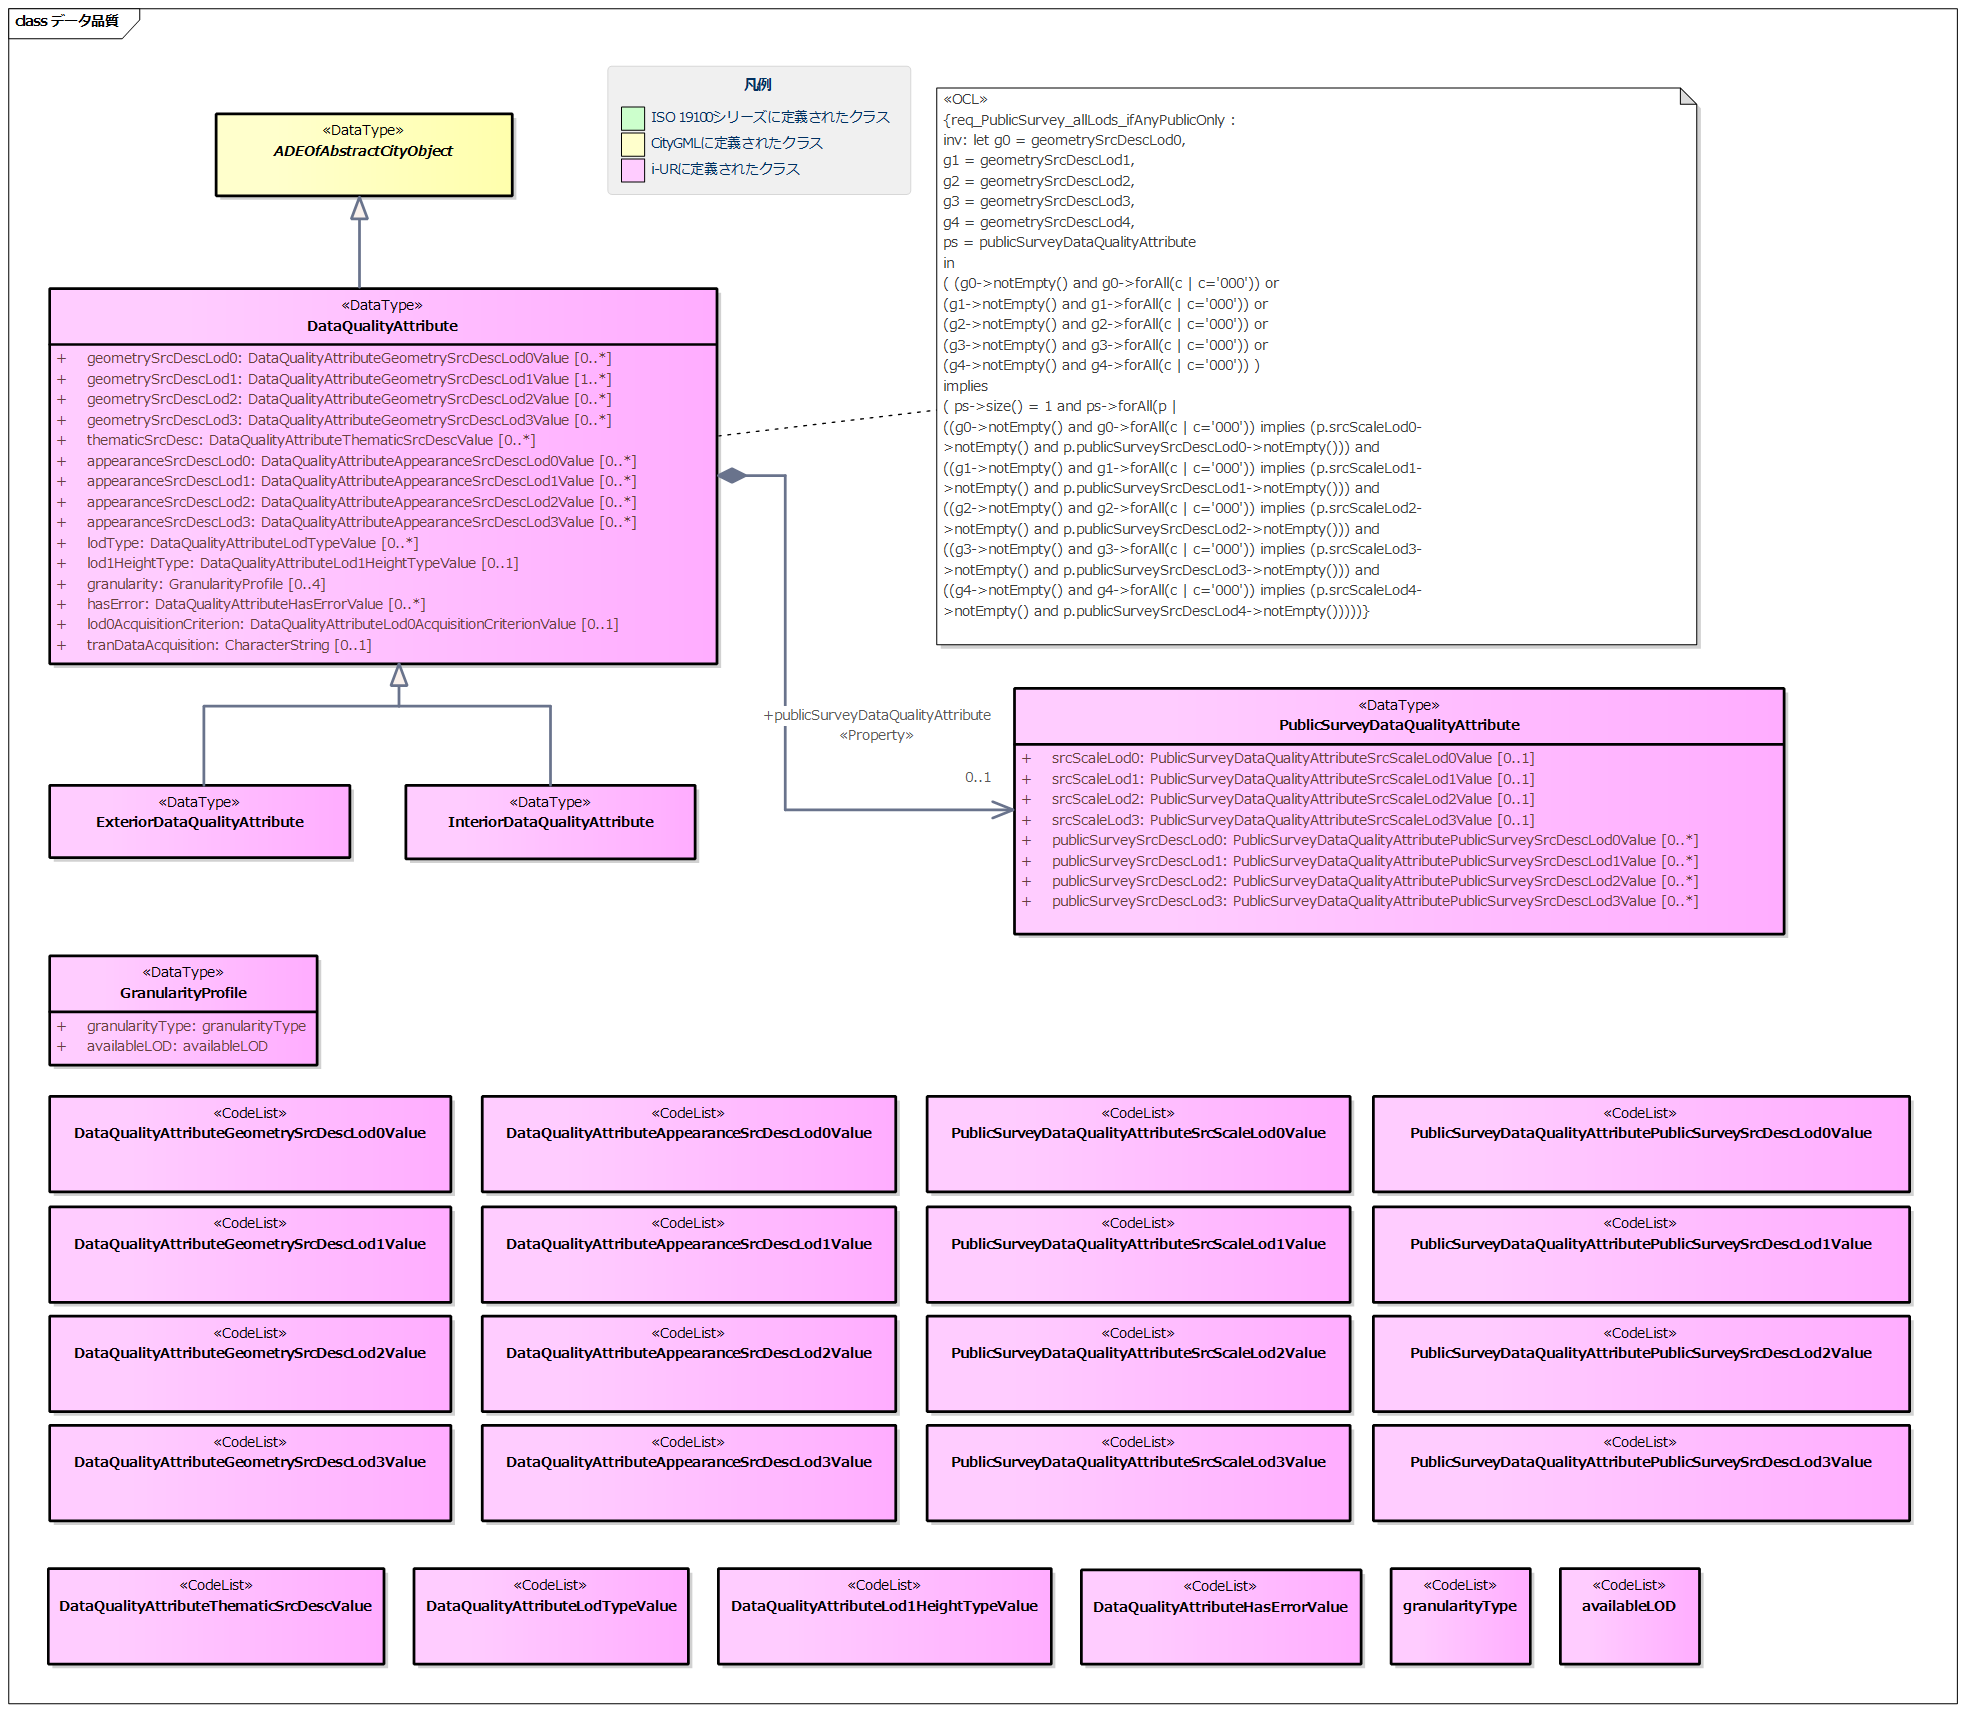 class データ品質
凡例
ISO 19100シリーズに定義されたクラス
CityGMLに定義されたクラス
i-URに定義されたクラス
«DataType»
ADEOfAbstractCityObject
«OCL»
{req_PublicSurvey_allLods_ifAnyPublicOnly :
inv: let g0 = geometrySrcDescLod0,
g1 = geometrySrcDescLod1,
g2 = geometrySrcDescLod2,
g3 = geometrySrcDescLod3,
g4 = geometrySrcDescLod4,
ps = publicSurveyDataQualityAttribute
in
( (g0->notEmpty() and g0->forAll(c | c='000')) or
(g1->notEmpty() and g1->forAll(c | c='000')) or
(g2->notEmpty() and g2->forAll(c | c='000')) or
(g3->notEmpty() and g3->forAll(c | c='000')) or
(g4->notEmpty() and g4->forAll(c | c='000')) )
implies
( ps->size() = 1 and ps->forAll(p |
((g0->notEmpty() and g0->forAll(c | c='000')) implies (p.srcScaleLod0-
>notEmpty() and p.publicSurveySrcDescLod0->notEmpty())) and
((g1->notEmpty() and g1->forAll(c | c='000')) implies (p.srcScaleLod1-
>notEmpty() and p.publicSurveySrcDescLod1->notEmpty())) and
((g2->notEmpty() and g2->forAll(c | c='000')) implies (p.srcScaleLod2-
>notEmpty() and p.publicSurveySrcDescLod2->notEmpty())) and
((g3->notEmpty() and g3->forAll(c | c='000')) implies (p.srcScaleLod3-
>notEmpty() and p.publicSurveySrcDescLod3->notEmpty())) and
((g4->notEmpty() and g4->forAll(c | c='000')) implies (p.srcScaleLod4-
>notEmpty() and p.publicSurveySrcDescLod4->notEmpty()))))}
«DataType»
DataQualityAttribute
+ geometrySrcDescLod0: DataQualityAttributeGeometrySrcDescLod0Value [0..*]
+ geometrySrcDescLod1: DataQualityAttributeGeometrySrcDescLod1Value [1..*]
+ geometrySrcDescLod2: DataQualityAttributeGeometrySrcDescLod2Value [0..*]
+ geometrySrcDescLod3: DataQualityAttributeGeometrySrcDescLod3Value [0..*]
+ thematicSrcDesc: DataQualityAttributeThematicSrcDescValue [0..*]
+ appearanceSrcDescLod0: DataQualityAttributeAppearanceSrcDescLod0Value [0..*]
+ appearanceSrcDescLod1: DataQualityAttributeAppearanceSrcDescLod1Value [0..*]
+ appearanceSrcDescLod2: DataQualityAttributeAppearanceSrcDescLod2Value [0..*]
+ appearanceSrcDescLod3: DataQualityAttributeAppearanceSrcDescLod3Value [0..*]
+ lodType: DataQualityAttributeLodTypeValue [0..*]
+ lod1HeightType: DataQualityAttributeLod1HeightTypeValue [0..1]
+ granularity: GranularityProfile [0..4]
+ hasError: DataQualityAttributeHasErrorValue [0..*]
+ lod0AcquisitionCriterion: DataQualityAttributeLod0AcquisitionCriterionValue [0..1]
+ tranDataAcquisition: CharacterString [0..1]
+publicSurveyDataQualityAttribute
«Property»
0..1
«DataType»
PublicSurveyDataQualityAttribute
+ srcScaleLod0: PublicSurveyDataQualityAttributeSrcScaleLod0Value [0..1]
+ srcScaleLod1: PublicSurveyDataQualityAttributeSrcScaleLod1Value [0..1]
+ srcScaleLod2: PublicSurveyDataQualityAttributeSrcScaleLod2Value [0..1]
+ srcScaleLod3: PublicSurveyDataQualityAttributeSrcScaleLod3Value [0..1]
+ publicSurveySrcDescLod0: PublicSurveyDataQualityAttributePublicSurveySrcDescLod0Value [0..*]
+ publicSurveySrcDescLod1: PublicSurveyDataQualityAttributePublicSurveySrcDescLod1Value [0..*]
+ publicSurveySrcDescLod2: PublicSurveyDataQualityAttributePublicSurveySrcDescLod2Value [0..*]
+ publicSurveySrcDescLod3: PublicSurveyDataQualityAttributePublicSurveySrcDescLod3Value [0..*]
«DataType»
ExteriorDataQualityAttribute
«DataType»
InteriorDataQualityAttribute
«DataType»
GranularityProfile
+ granularityType: granularityType
+ availableLOD: availableLOD
«CodeList»
DataQualityAttributeGeometrySrcDescLod0Value
«CodeList»
DataQualityAttributeAppearanceSrcDescLod0Value
«CodeList»
PublicSurveyDataQualityAttributeSrcScaleLod0Value
«CodeList»
PublicSurveyDataQualityAttributePublicSurveySrcDescLod0Value
«CodeList»
DataQualityAttributeGeometrySrcDescLod1Value
«CodeList»
DataQualityAttributeAppearanceSrcDescLod1Value
«CodeList»
PublicSurveyDataQualityAttributeSrcScaleLod1Value
«CodeList»
PublicSurveyDataQualityAttributePublicSurveySrcDescLod1Value
«CodeList»
DataQualityAttributeGeometrySrcDescLod2Value
«CodeList»
DataQualityAttributeAppearanceSrcDescLod2Value
«CodeList»
PublicSurveyDataQualityAttributeSrcScaleLod2Value
«CodeList»
PublicSurveyDataQualityAttributePublicSurveySrcDescLod2Value
«CodeList»
DataQualityAttributeGeometrySrcDescLod3Value
«CodeList»
DataQualityAttributeAppearanceSrcDescLod3Value
«CodeList»
PublicSurveyDataQualityAttributeSrcScaleLod3Value
«CodeList»
PublicSurveyDataQualityAttributePublicSurveySrcDescLod3Value
«CodeList»
DataQualityAttributeThematicSrcDescValue
«CodeList»
DataQualityAttributeLodTypeValue
«CodeList»
DataQualityAttributeLod1HeightTypeValue
«CodeList»
DataQualityAttributeHasErrorValue
«CodeList»
granularityType
«CodeList»
availableLOD